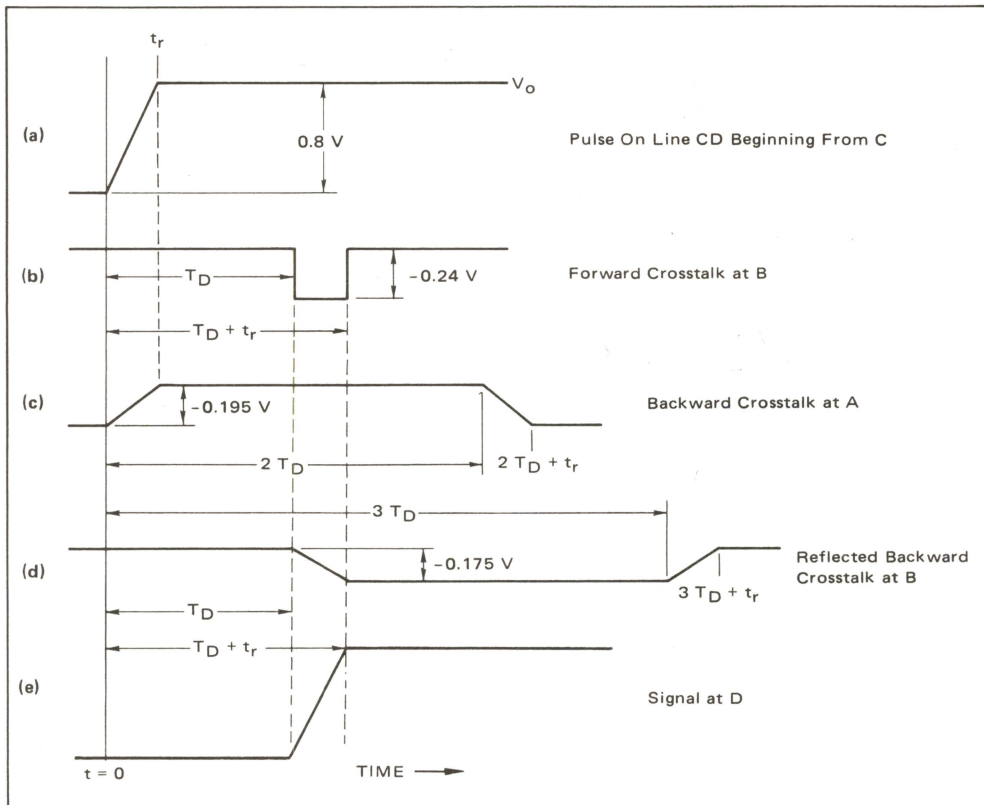 t_r
V_o
(a)
0.8 V
Pulse On Line CD Beginning From C
(b)
T_D
-0.24 V
Forward Crosstalk at B
T_D + t_r
(c)
-0.195 V
Backward Crosstalk at A
2 T_D
2 T_D + t_r
3 T_D
(d)
-0.175 V
Reflected Backward
Crosstalk at B
3 T_D + t_r
T_D
T_D + t_r
(e)
Signal at D
t = 0
TIME